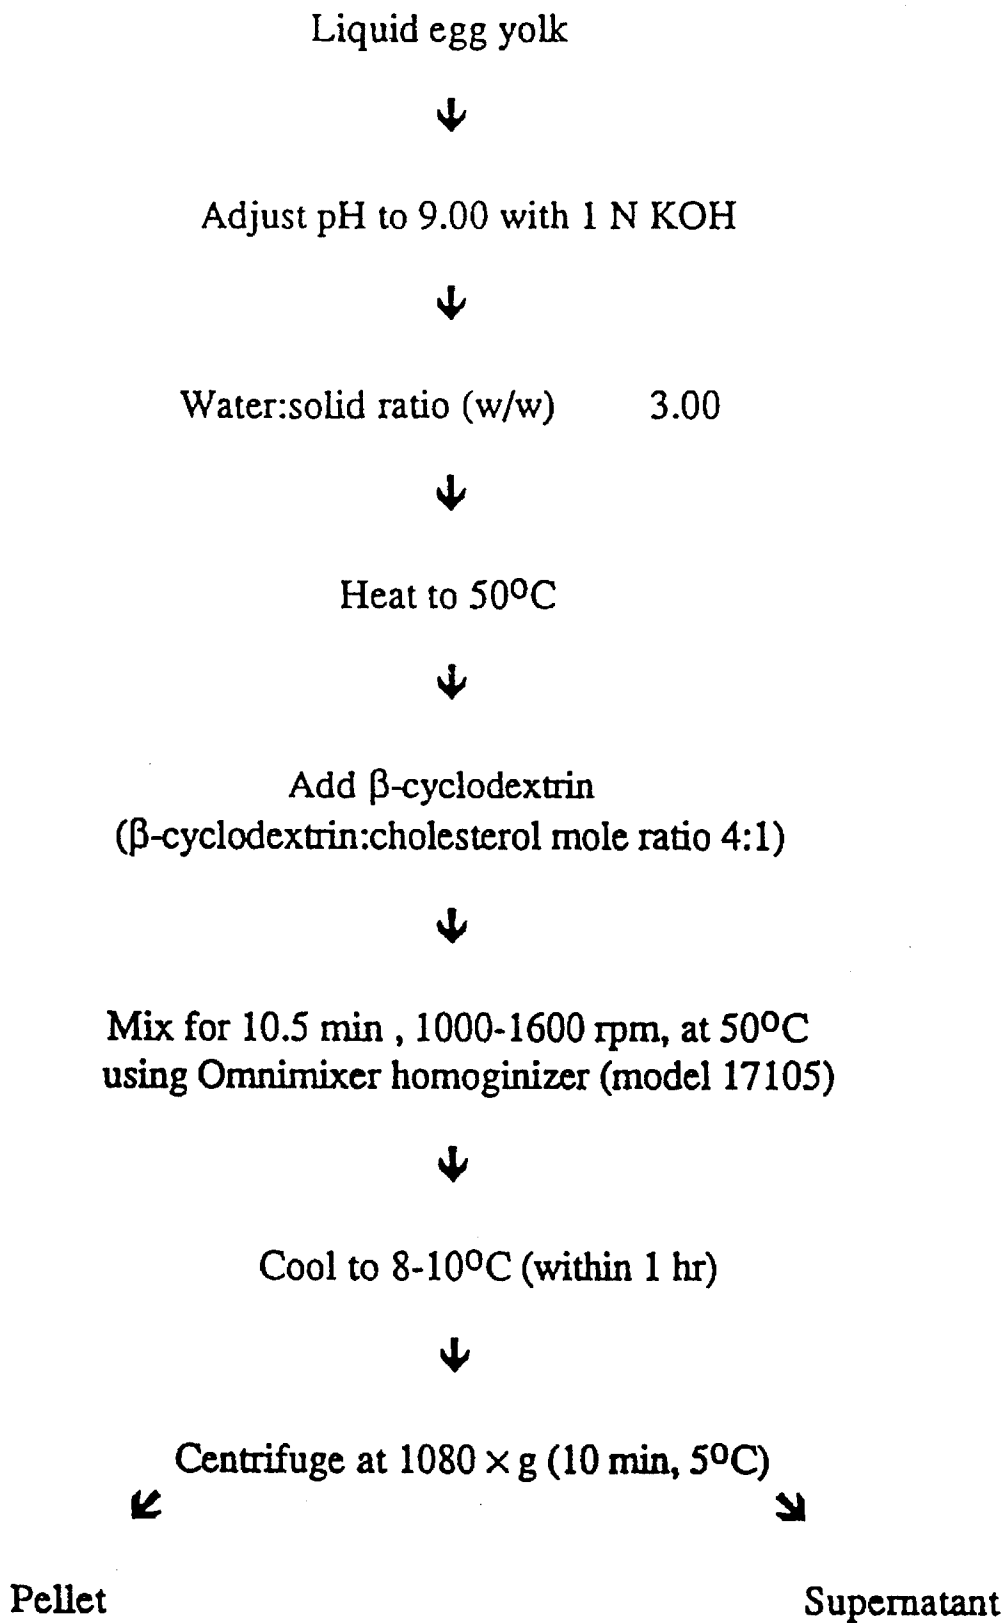 Liquid egg yolk
Adjust pH to 9.00 with 1 N KOH
Water:solid ratio (w/w) 3.00
Heat to 50ºC
Add β-cyclodextrin
(β-cyclodextrin:cholesterol mole ratio 4:1)
Mix for 10.5 min , 1000-1600 rpm, at 50ºC
using Omnimixer homoginizer (model 17105)
Cool to 8-10ºC (within 1 hr)
Centrifuge at 1080 × g (10 min, 5ºC)
Pellet Supernatant